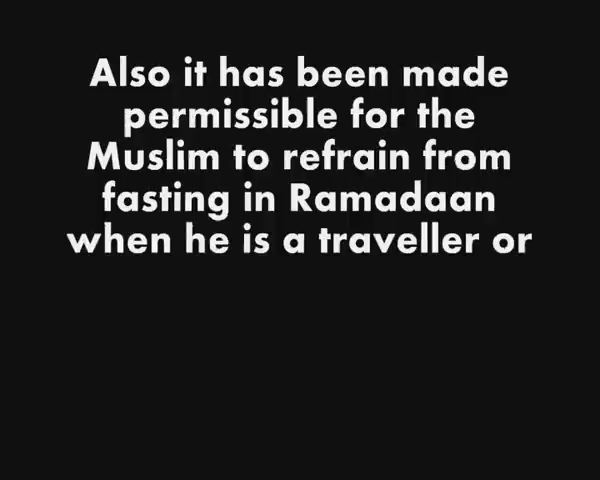 Also it has been made
permissible for the
Muslim to refrain from
fasting in Ramadaan
when he is a traveller or